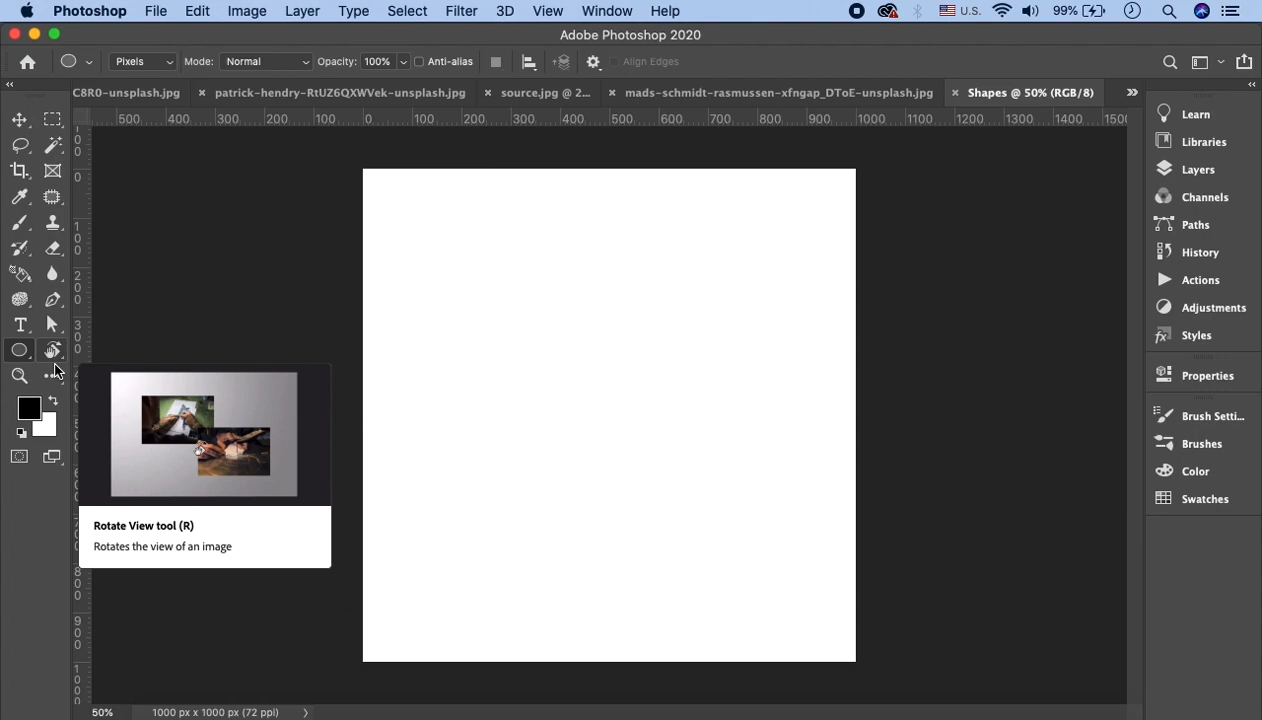 Photoshop File Edit Image Layer Type Select Filter 3D View Window Help U.S. 99%
Adobe Photoshop 2020
Pixels Mode: Normal Opacity: 100% Anti-alias Align Edges
C8R0-unsplash.jpg × patrick-hendry-RtUZ6QXWVek-unsplash.jpg × source.jpg @ 2... × mads-schmidt-rasmussen-xfngap_DToE-unsplash.jpg × Shapes @ 50% (RGB/8)
500 400 300 200 100 0 100 200 300 400 500 600 700 800 900 1000 1100 1200 1300 1400 1500
Learn
Libraries
Layers
Channels
Paths
History
Actions
Adjustments
Styles
Properties
Brush Setti...
Brushes
Color
Swatches
Rotate View tool (R)
Rotates the view of an image
50% 1000 px x 1000 px (72 ppi)